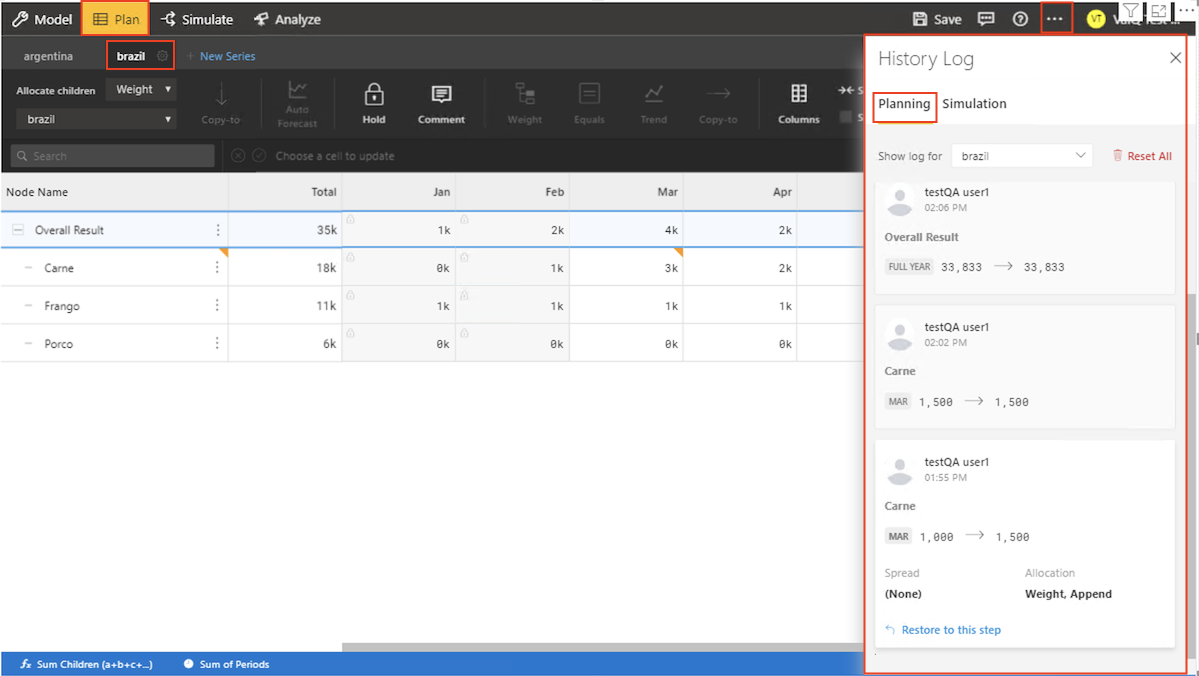 Model Plan Simulate Analyze Save VT
argentina brazil + New Series
Allocate children Weight
brazil
Copy-to Auto Forecast Hold Comment Weight Equals Trend Copy-to Columns
Search Choose a cell to update
Node Name Total Jan Feb Mar Apr
Overall Result 35k 1k 2k 4k 2k
Carne 18k 0k 1k 3k 2k
Frango 11k 1k 1k 1k 1k
Porco 6k 0k 0k 0k 0k
Sum Children (a+b+c+...) Sum of Periods
History Log
Planning Simulation
Show log for brazil Reset All
testQA user1
02:06 PM
Overall Result
FULL YEAR 33,833 → 33,833
testQA user1
02:02 PM
Carne
MAR 1,500 → 1,500
testQA user1
01:55 PM
Carne
MAR 1,000 → 1,500
Spread Allocation
(None) Weight, Append
Restore to this step